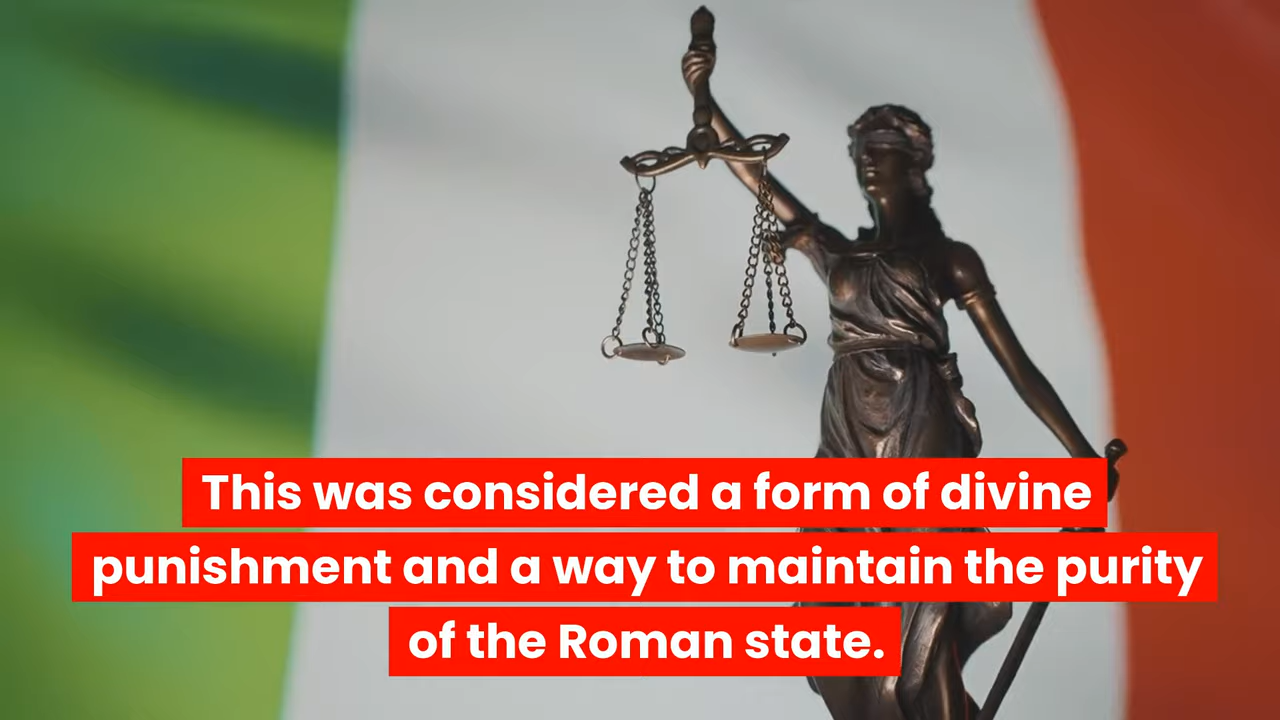 This was considered a form of divine
punishment and a way to maintain the purity
of the Roman state.